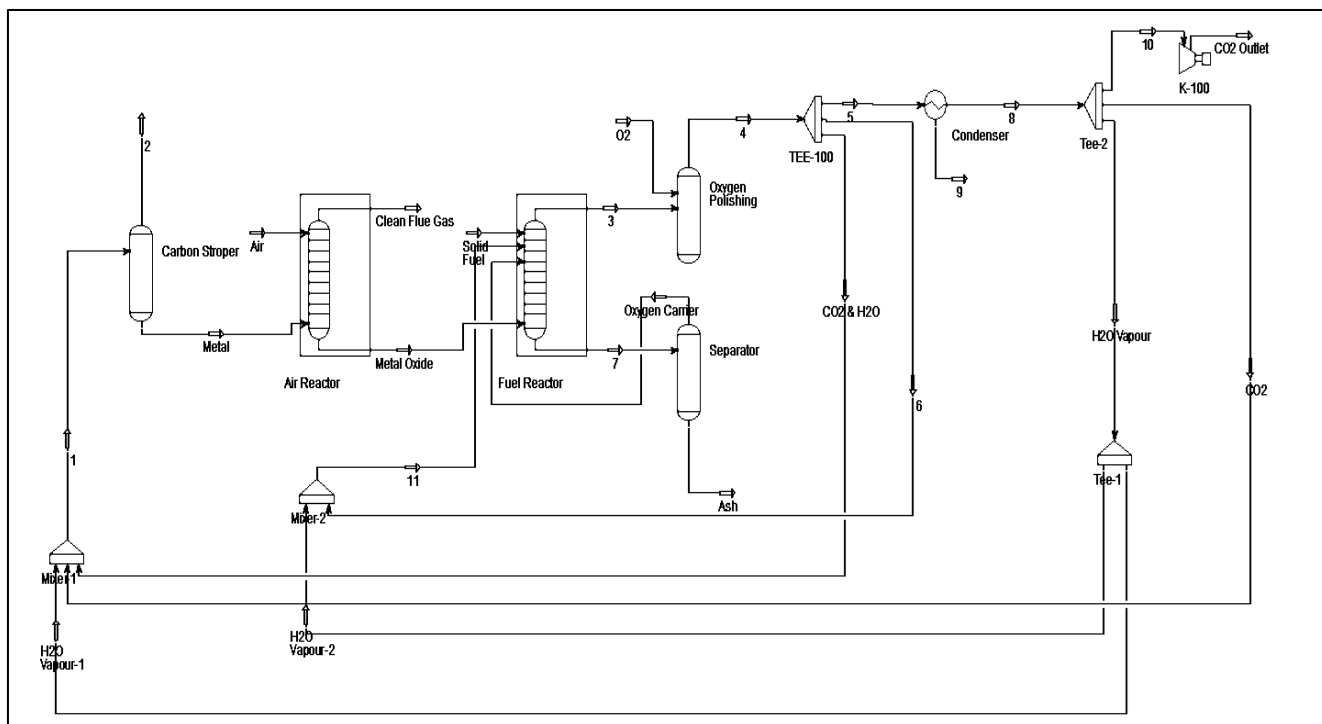 10
CO2 Outlet
K-100
5
8
Condenser
Tee-2
O2
4
TEE-100
2
9
Oxygen
Polishing
Clean Flue Gas
3
Air
Solid
Fuel
Carbon Stroper
Oxygen Carrier
CO2 & H2O
H2O Vapour
Metal
Metal Oxide
7
Separator
Air Reactor
Fuel Reactor
CO2
6
1
11
Tee-1
Mixer-2
Ash
Mixer-1
H2O
Vapour-1
H2O
Vapour-2